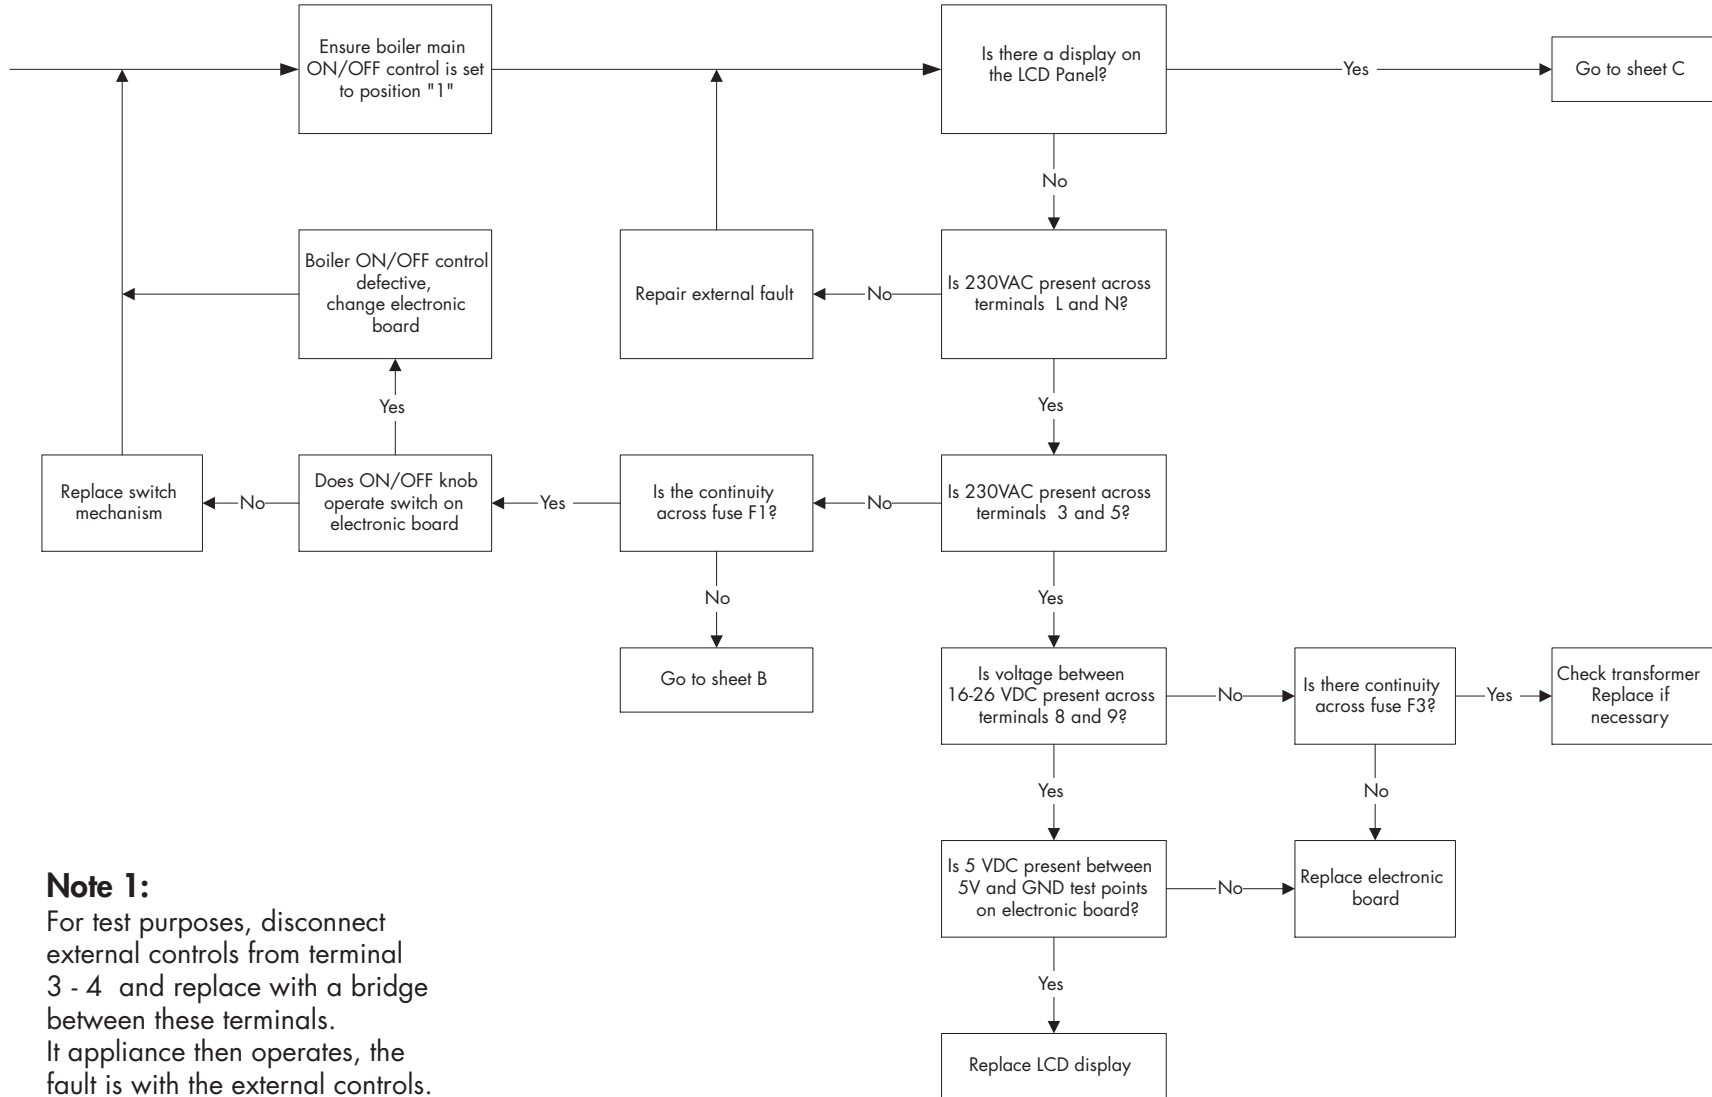 Ensure boiler main
ON/OFF control is set
to position "1"
Is there a display on
the LCD Panel?
Yes
Go to sheet C
No
Boiler ON/OFF control
defective,
change electronic
board
Repair external fault
No
Is 230VAC present across
terminals L and N?
Yes
Yes
Replace switch
mechanism
No
Does ON/OFF knob
operate switch on
electronic board
Yes
Is the continuity
across fuse F1?
No
Is 230VAC present across
terminals 3 and 5?
No
Yes
Go to sheet B
Is voltage between
16-26 VDC present across
terminals 8 and 9?
No
Is there continuity
across fuse F3?
Yes
Check transformer
Replace if
necessary
Yes
No
Is 5 VDC present between
5V and GND test points
on electronic board?
No
Replace electronic
board
Yes
Replace LCD display
Note 1:
For test purposes, disconnect
external controls from terminal
3 - 4 and replace with a bridge
between these terminals.
It appliance then operates, the
fault is with the external controls.